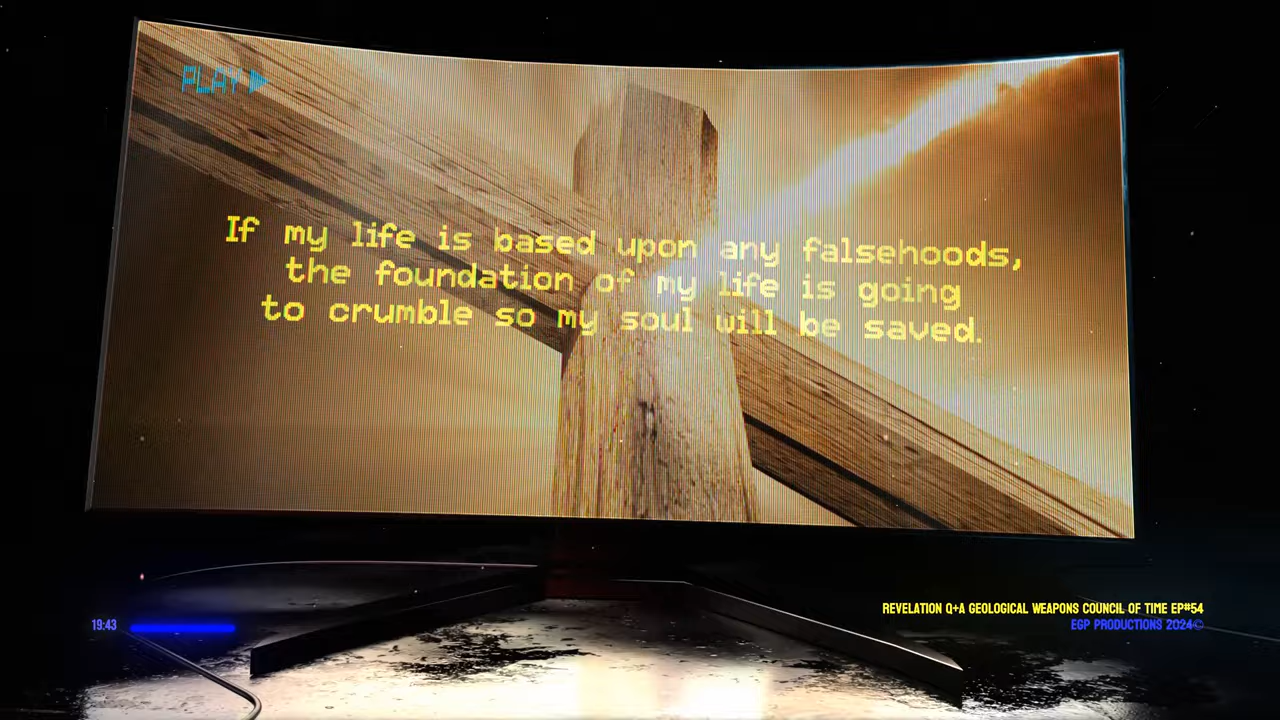 PLAY
If my life is based upon any falsehoods,
the foundation of my life is going
to crumble so my soul will be saved.
19:43
REVELATION Q+A GEOLOGICAL WEAPONS COUNCIL OF TIME EP#54
EGP PRODUCTIONS 2024©